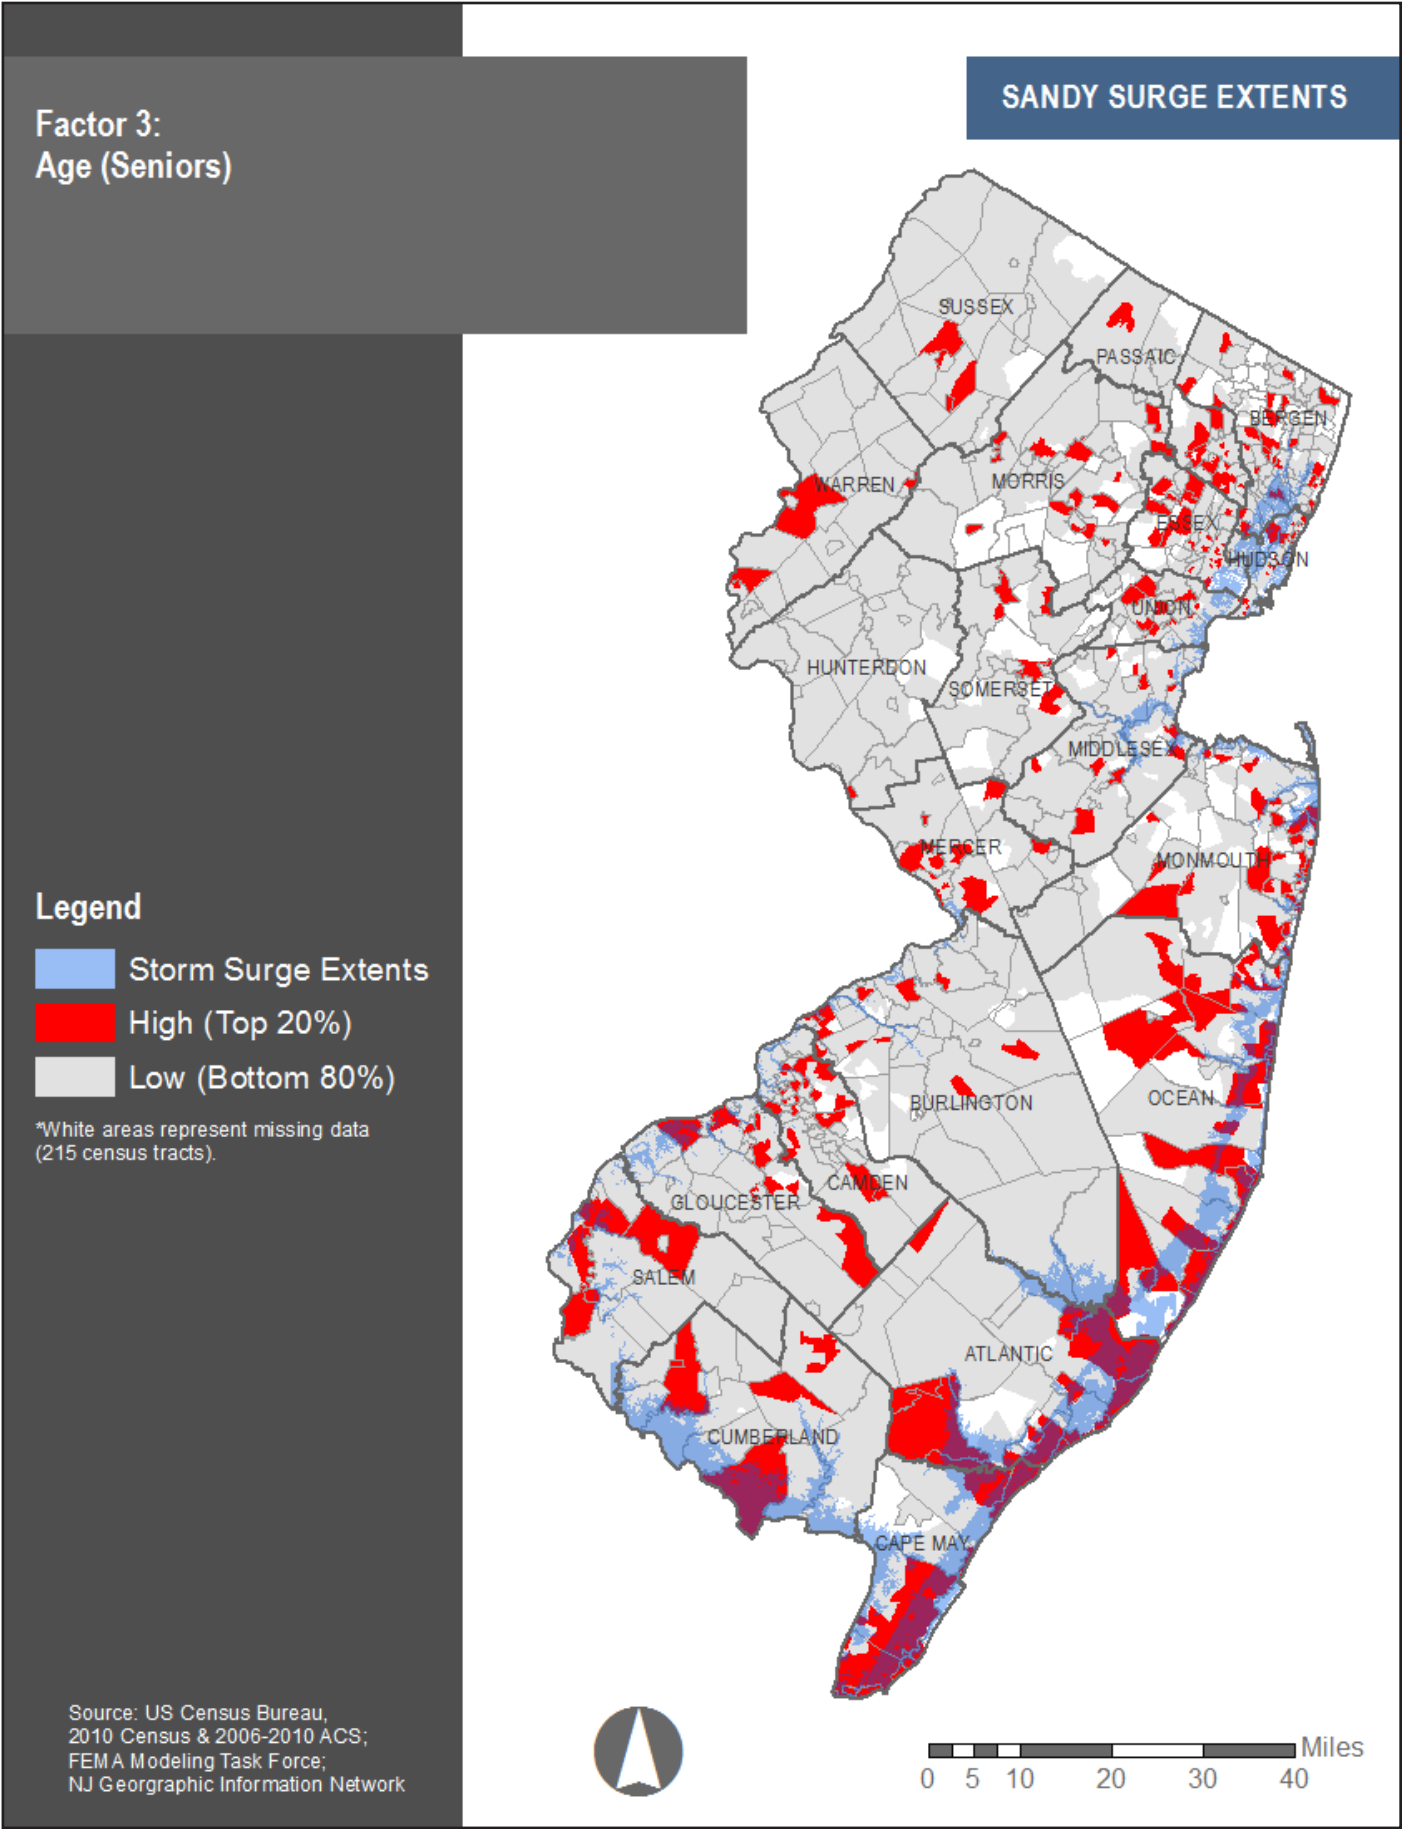 Factor 3:
Age (Seniors)
SANDY SURGE EXTENTS
SUSSEX
PASSAIC
BERGEN
WARREN
MORRIS
ESSEX
HUDSON
UNION
HUNTERDON
SOMERSET
MIDDLESEX
MERCER
MONMOUTH
Legend
Storm Surge Extents
High (Top 20%)
Low (Bottom 80%)
*White areas represent missing data
(215 census tracts).
OCEAN
BURLINGTON
CAMDEN
GLOUCESTER
SALEM
ATLANTIC
CUMBERLAND
CAPE MAY
Source: US Census Bureau,
2010 Census & 2006-2010 ACS;
FEMA Modeling Task Force;
NJ Georgraphic Information Network
Miles
0 5 10 20 30 40